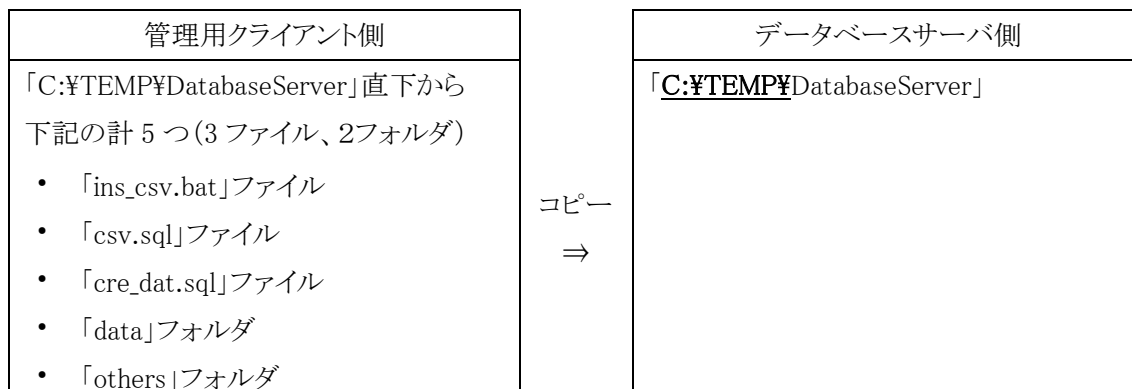 管理用クライアント側
「C:¥TEMP¥DatabaseServer」直下から
下記の計 5 つ(3 ファイル、2フォルダ)
• 「ins_csv.bat」ファイル
• 「csv.sql」ファイル
• 「cre_dat.sql」ファイル
• 「data」フォルダ
• 「others」フォルダ
コピー
⇒
データベースサーバ側
「C:¥TEMP¥DatabaseServer」